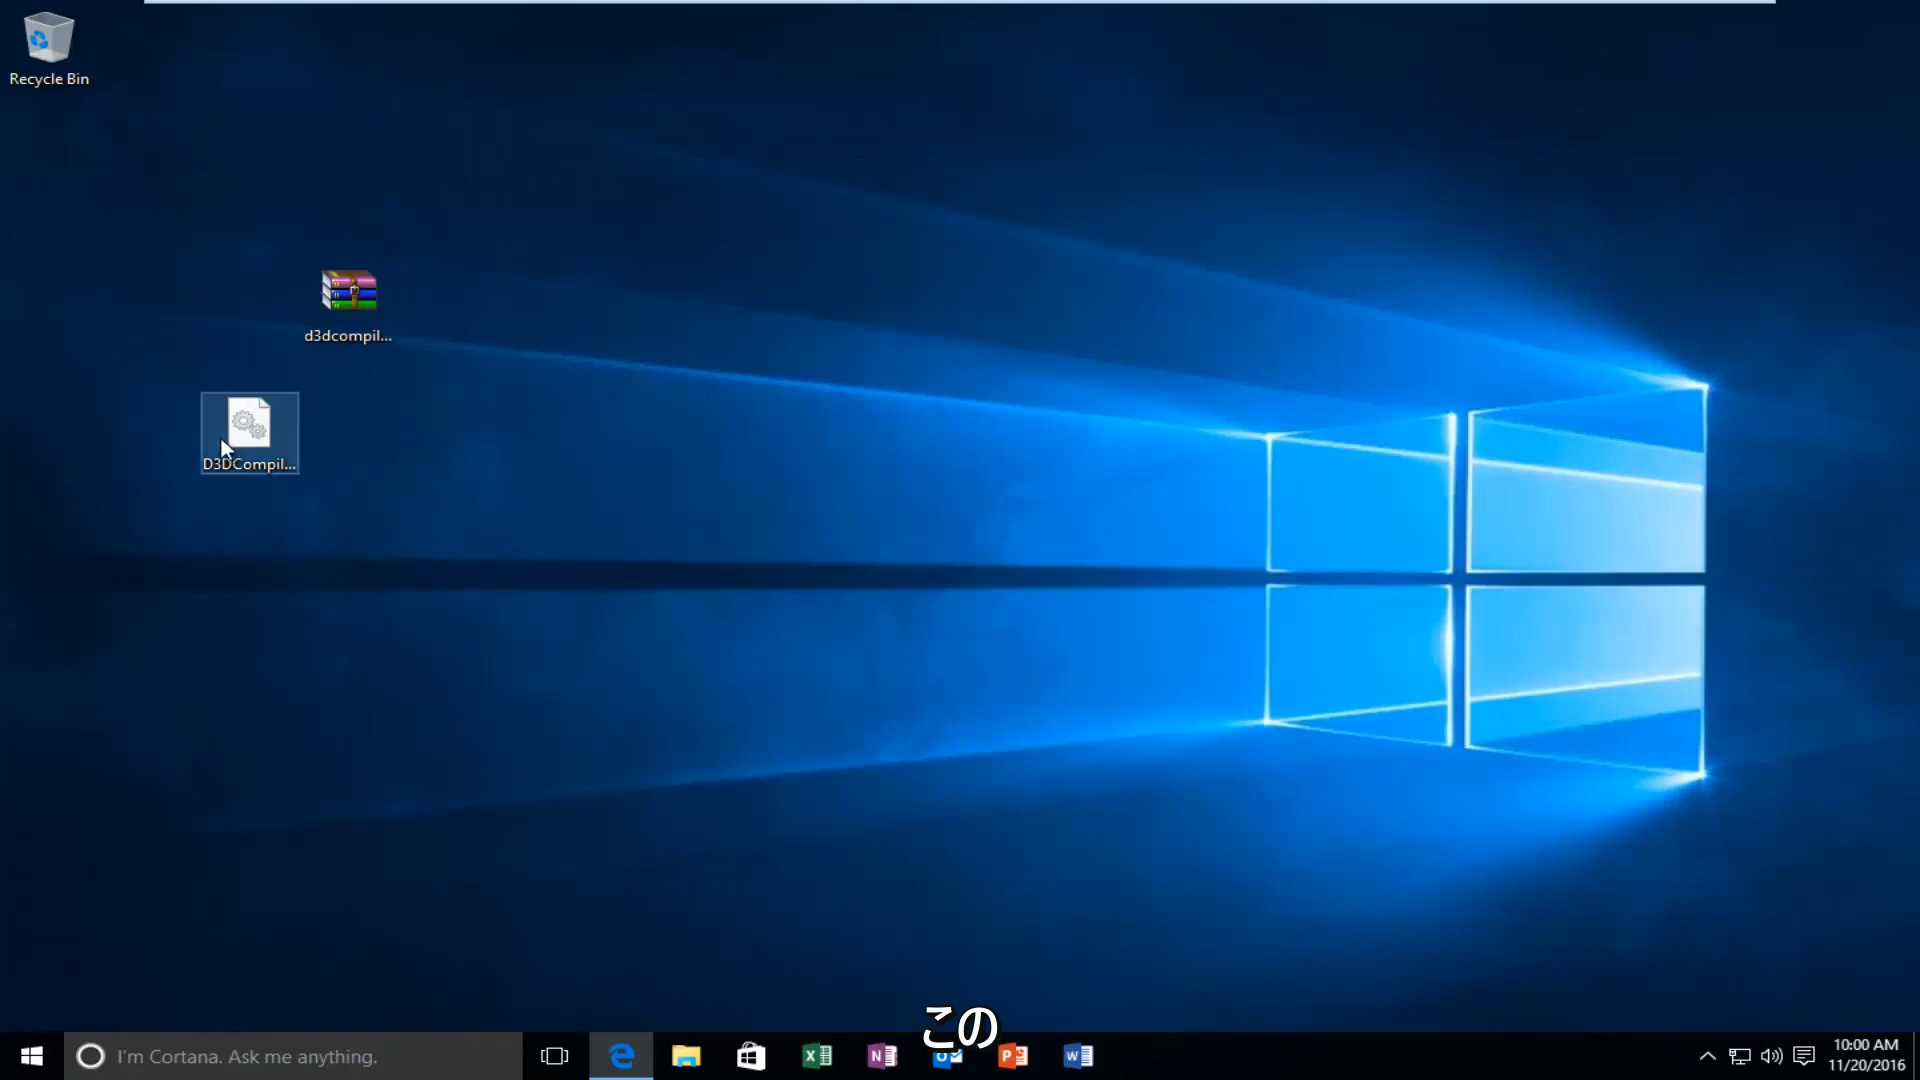 Recycle Bin
d3dcompil...
D3DCompil...
この
I'm Cortana. Ask me anything.
10:00 AM
11/20/2016